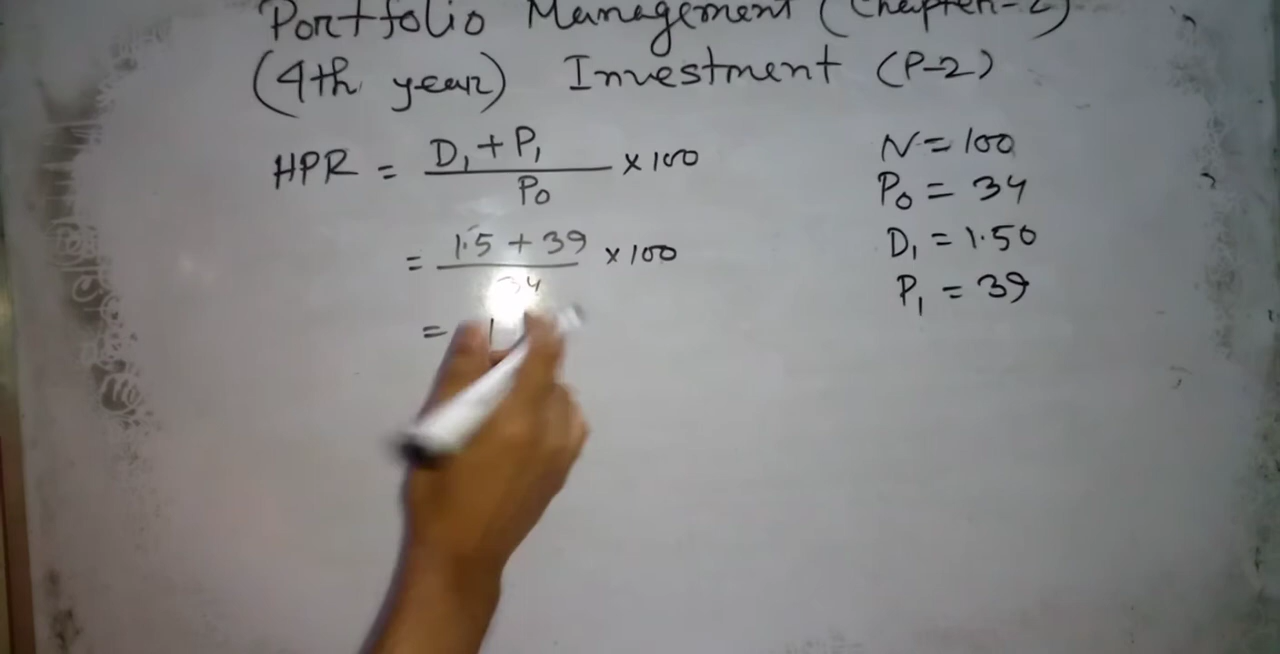 Portfolio Management (Chapter-2)
(4th year) Investment (P-2)
HPR = D₁ + P₁ / P₀ × 100
= 1.5 + 39 / 34 × 100
= 1
N = 100
P₀ = 34
D₁ = 1.50
P₁ = 39